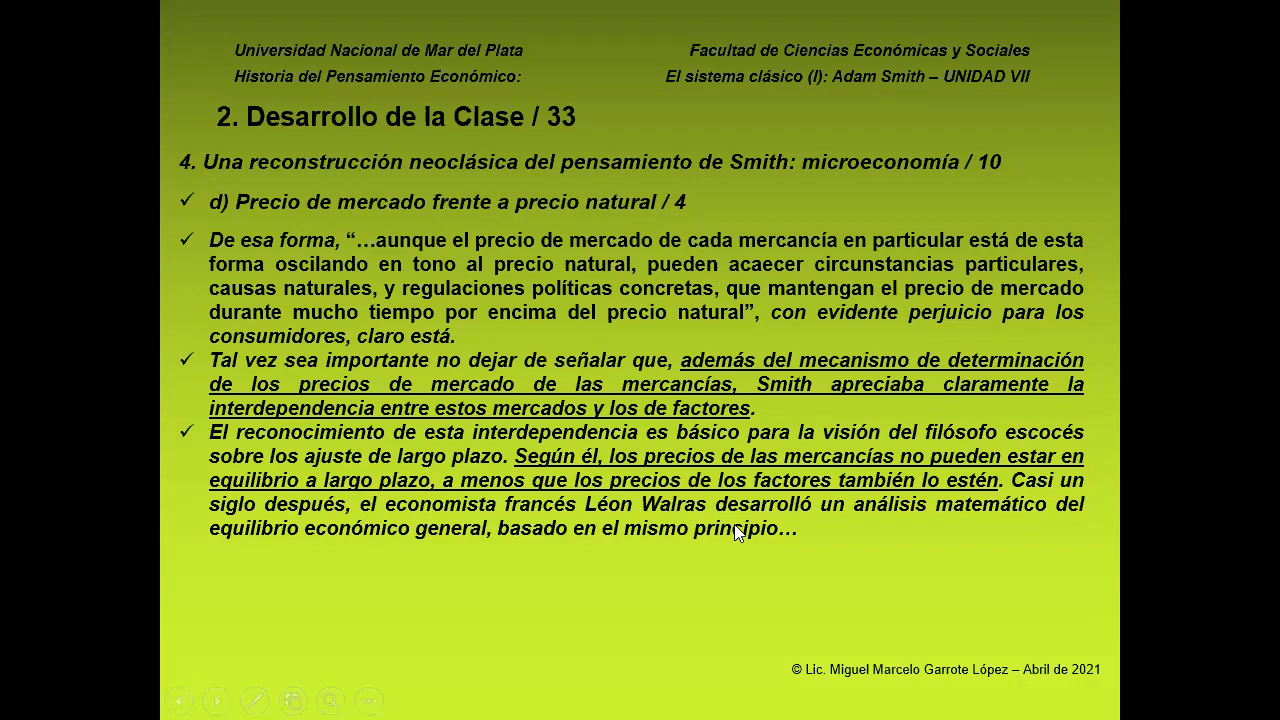 Universidad Nacional de Mar del Plata
Facultad de Ciencias Económicas y Sociales
Historia del Pensamiento Económico:
El sistema clásico (I): Adam Smith – UNIDAD VII
2. Desarrollo de la Clase / 33
4. Una reconstrucción neoclásica del pensamiento de Smith: microeconomía / 10
✓ d) Precio de mercado frente a precio natural / 4
✓ De esa forma, “…aunque el precio de mercado de cada mercancía en particular está de esta
forma oscilando en tono al precio natural, pueden acaecer circunstancias particulares,
causas naturales, y regulaciones políticas concretas, que mantengan el precio de mercado
durante mucho tiempo por encima del precio natural”, con evidente perjuicio para los
consumidores, claro está.
✓ Tal vez sea importante no dejar de señalar que, además del mecanismo de determinación
de los precios de mercado de las mercancías, Smith apreciaba claramente la
interdependencia entre estos mercados y los de factores.
✓ El reconocimiento de esta interdependencia es básico para la visión del filósofo escocés
sobre los ajuste de largo plazo. Según él, los precios de las mercancías no pueden estar en
equilibrio a largo plazo, a menos que los precios de los factores también lo estén. Casi un
siglo después, el economista francés Léon Walras desarrolló un análisis matemático del
equilibrio económico general, basado en el mismo principio…
© Lic. Miguel Marcelo Garrote López – Abril de 2021